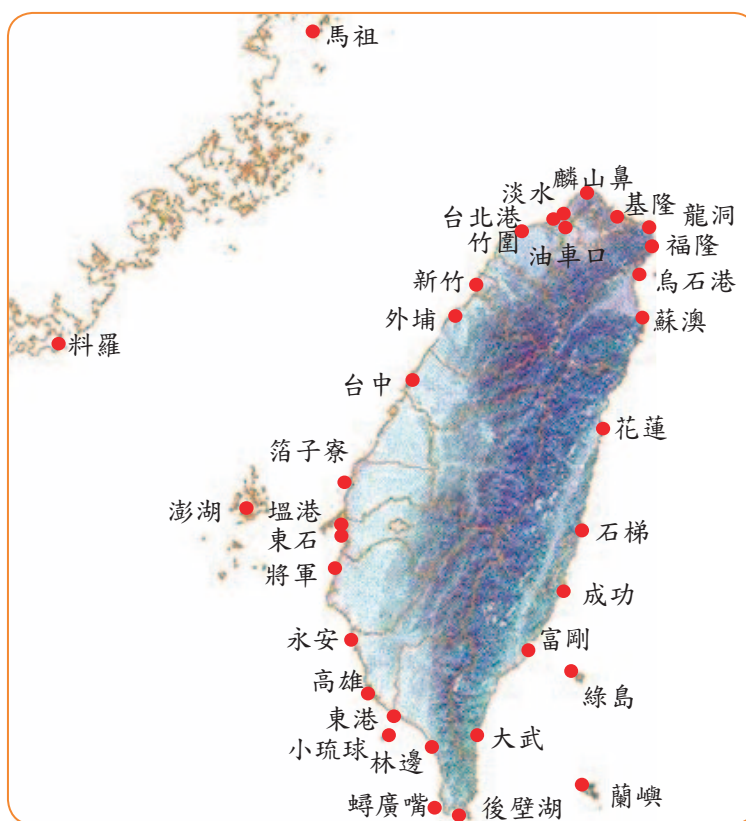 馬祖
麟山鼻
淡水
基隆
台北港
龍洞
竹圍
油車口
福隆
新竹
烏石港
外埔
蘇澳
料羅
台中
花蓮
箔子寮
澎湖
塭港
石梯
東石
將軍
成功
永安
富剛
高雄
綠島
東港
小琉球
大武
林邊
蟳廣嘴
後壁湖
蘭嶼